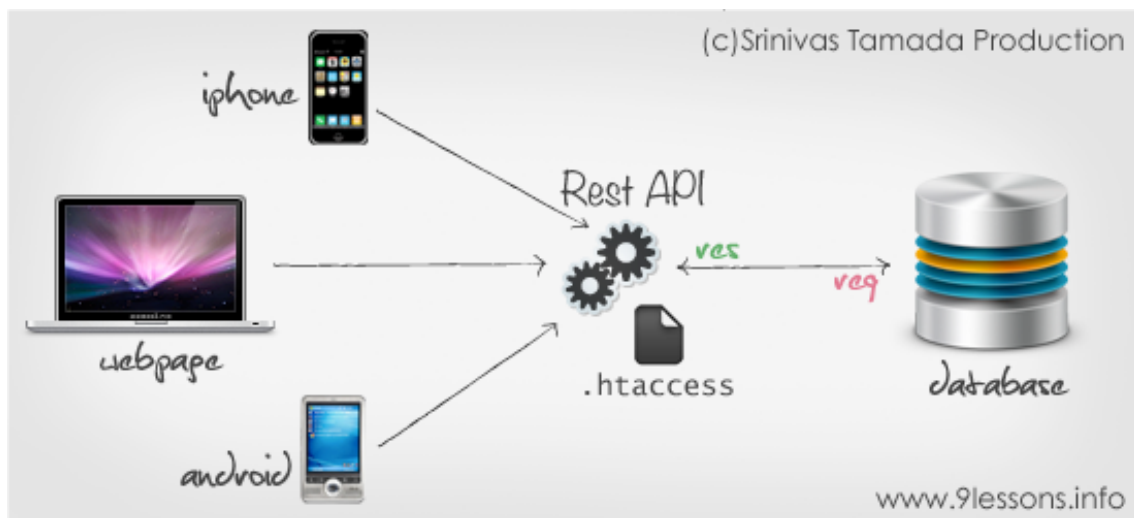 (c)Srinivas Tamada Production
iphone
Rest API
res
req
webpage
.htaccess
database
android
www.9lessons.info